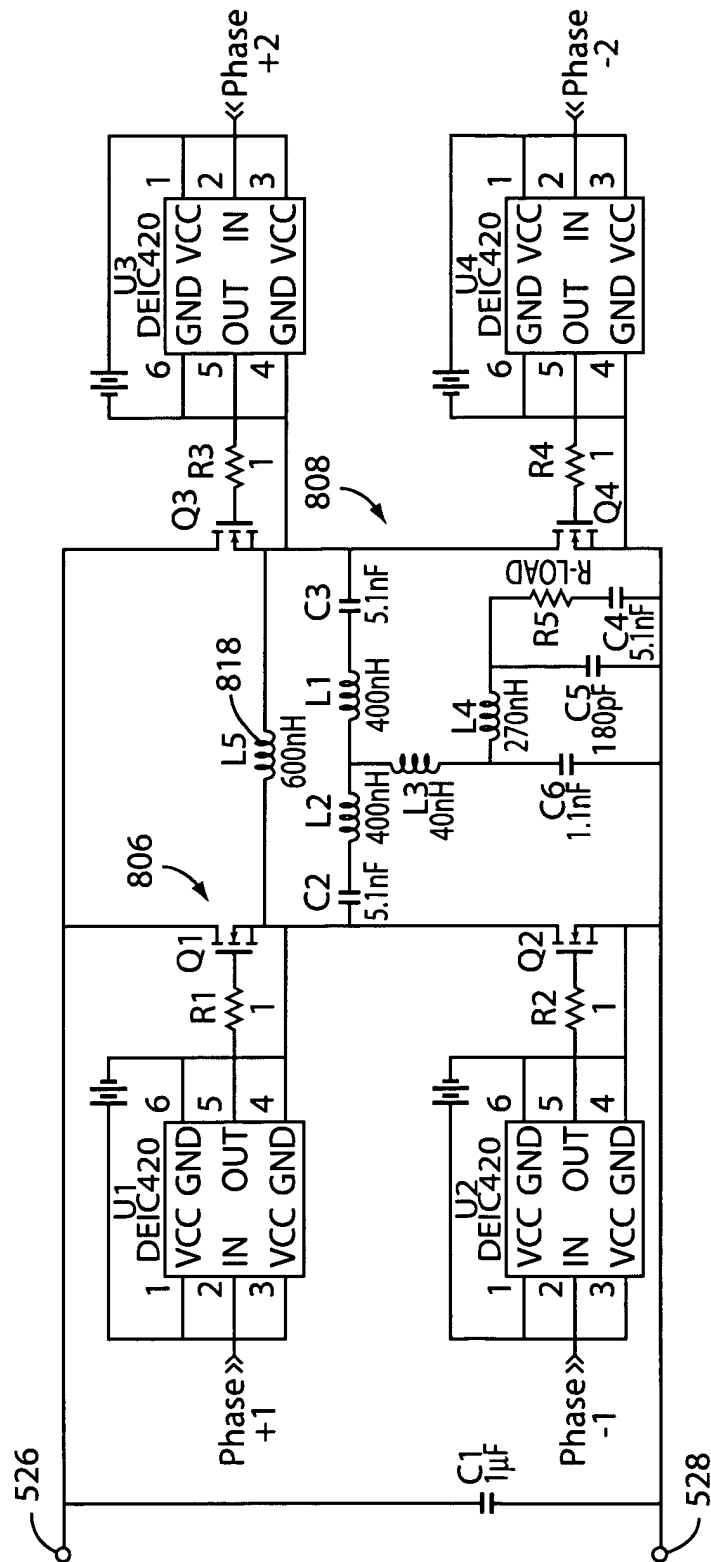 526
528
C1
1μF
Phase
+1
U1
DEIC420
1
2
3
VCC GND
IN OUT
VCC GND
6
5
4
R1
1
Q1
806
Phase
-1
U2
DEIC420
1
2
3
VCC GND
IN OUT
VCC GND
6
5
4
R2
1
Q2
L5
600nH
818
C2
5.1nF
L2
400nH
L1
400nH
C3
5.1nF
L3
40nH
L4
270nH
C6
1.1nF
C5
180pF
R5
R-LOAD
C4
5.1nF
808
Q3
R3
1
U3
DEIC420
6
5
4
GND VCC
OUT IN
GND VCC
1
2
3
Phase
+2
Q4
R4
1
U4
DEIC420
6
5
4
GND VCC
OUT IN
GND VCC
1
2
3
Phase
-2